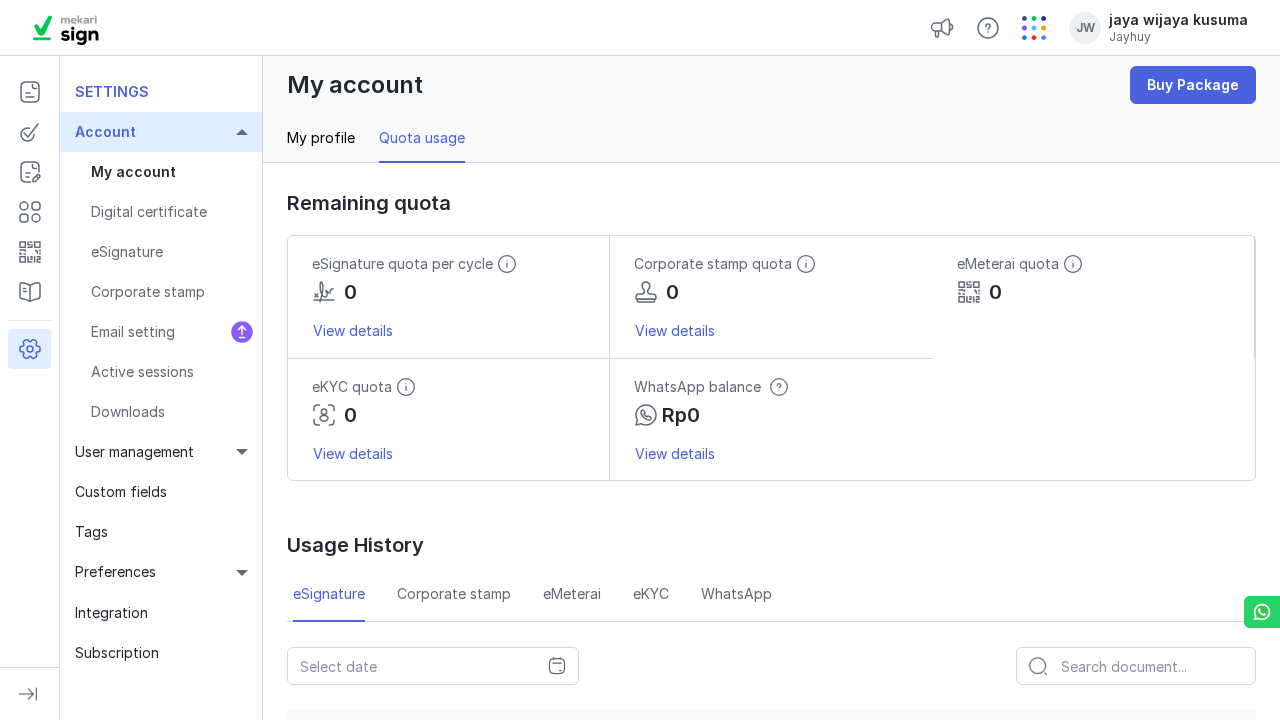 mekari
sign
JW
jaya wijaya kusuma
Jayhuy
SETTINGS
Account
My account
Digital certificate
eSignature
Corporate stamp
Email setting
Active sessions
Downloads
User management
Custom fields
Tags
Preferences
Integration
Subscription
My account
Buy Package
My profile
Quota usage
Remaining quota
eSignature quota per cycle
0
View details
Corporate stamp quota
0
View details
eMeterai quota
0
eKYC quota
0
View details
WhatsApp balance
Rp0
View details
Usage History
eSignature
Corporate stamp
eMeterai
eKYC
WhatsApp
Select date
Search document...